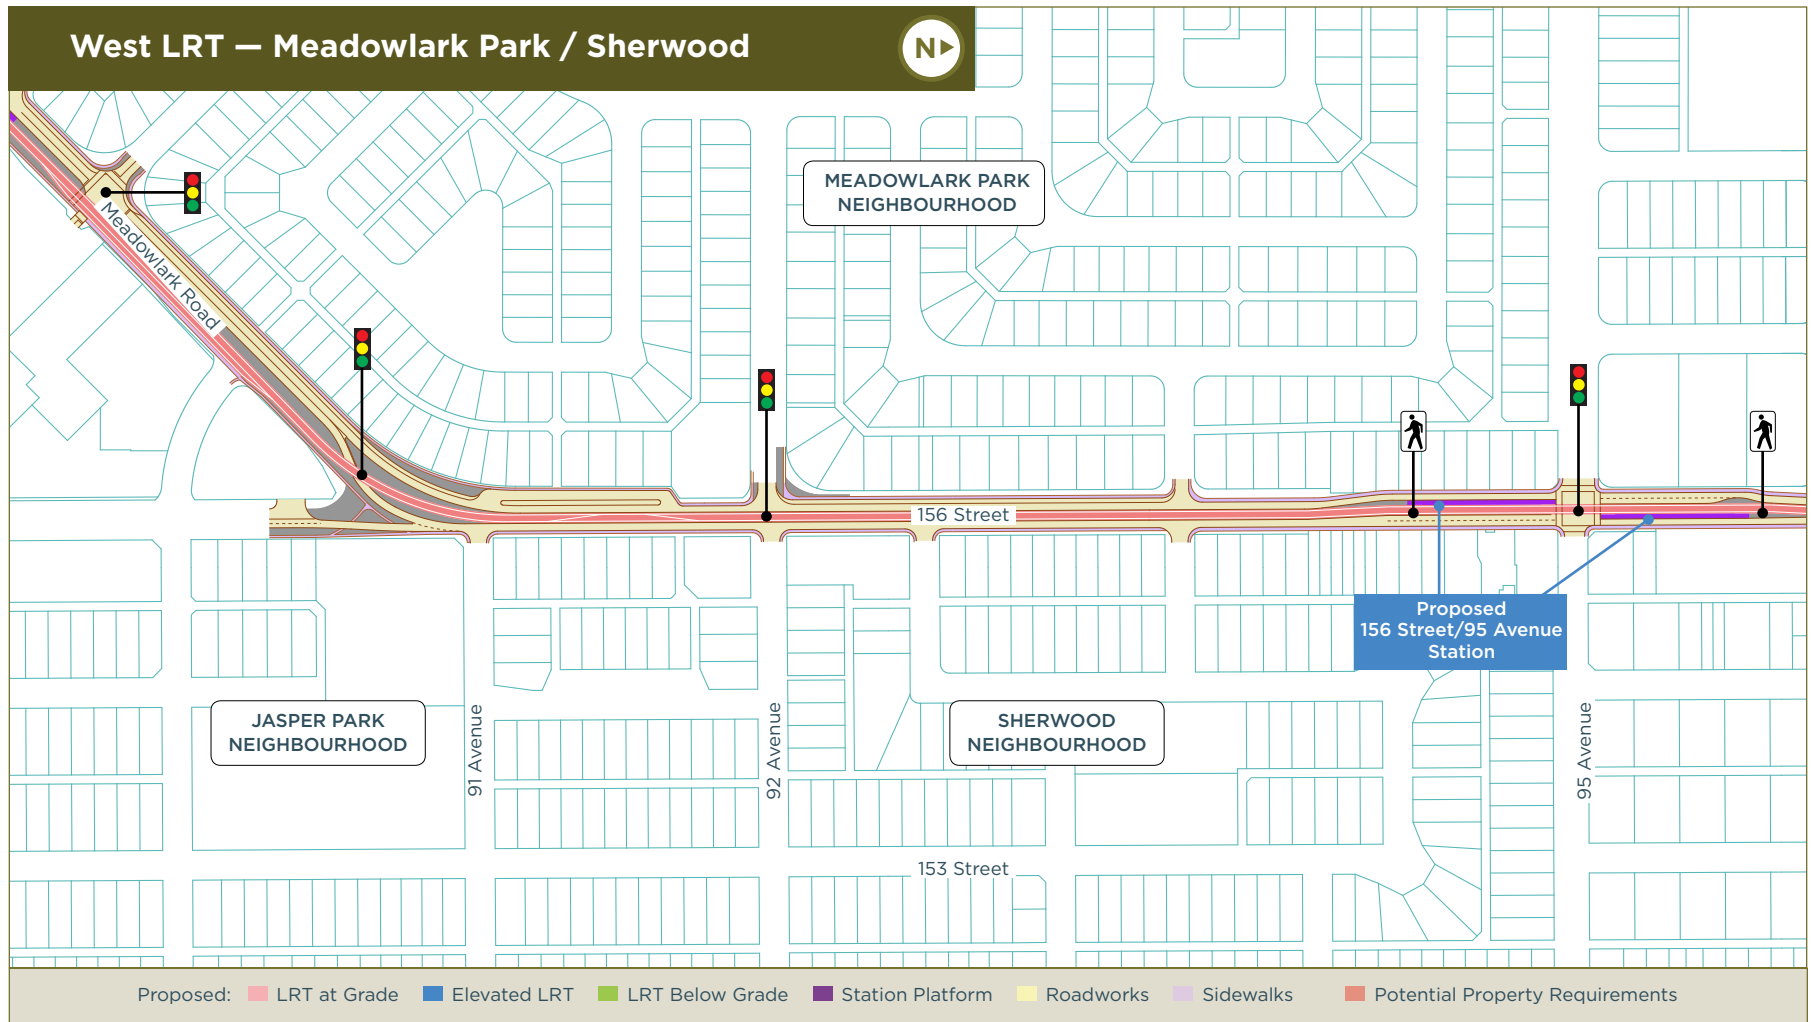 West LRT — Meadowlark Park / Sherwood
N
MEADOWLARK PARK
NEIGHBOURHOOD
Meadowlark Road
156 Street
Proposed
156 Street/95 Avenue
Station
JASPER PARK
NEIGHBOURHOOD
91 Avenue
92 Avenue
SHERWOOD
NEIGHBOURHOOD
95 Avenue
153 Street
Proposed: LRT at Grade Elevated LRT LRT Below Grade Station Platform Roadworks Sidewalks Potential Property Requirements